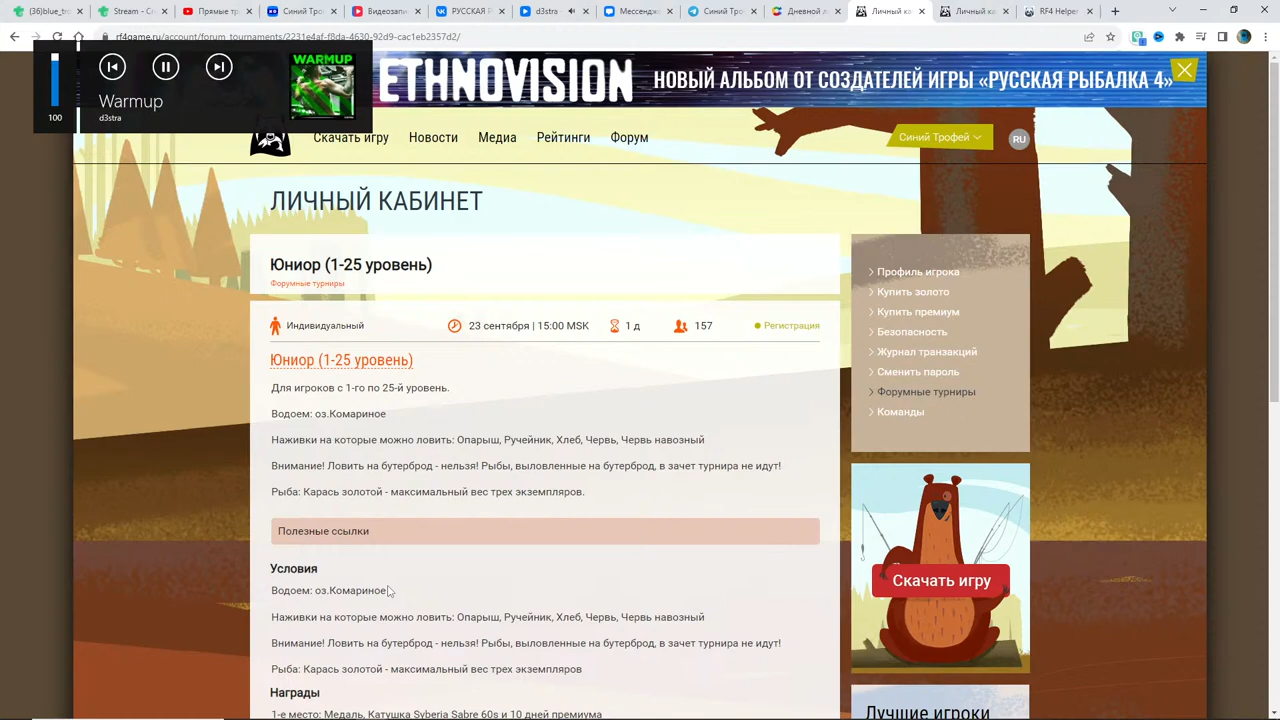 (36)blue_tr
Stream - Cc
Прямые тр
Видеозапис
РУССКАЯ Р
d3stra -
Мессендж
Телеграм С
Дневной л
Личный ка
Личный ка
RF4 Helper
rf4game.ru/account/forum_tournaments/2231e4af-f8da-4630-92d9-cac1eb2357d2/
100
Warmup
d3stra
WARMUP
ETHNOVISION
НОВЫЙ АЛЬБОМ ОТ СОЗДАТЕЛЕЙ ИГРЫ «РУССКАЯ РЫБАЛКА 4»
Скачать игру
Новости
Медиа
Рейтинги
Форум
Синий Трофей
RU
ЛИЧНЫЙ КАБИНЕТ
Юниор (1-25 уровень)
Форумные турниры
Индивидуальный
23 сентября | 15:00 MSK
1 д
157
Регистрация
Юниор (1-25 уровень)
Для игроков с 1-го по 25-й уровень.
Водоем: оз.Комариное
Наживки на которые можно ловить: Опарыш, Ручейник, Хлеб, Червь, Червь навозный
Внимание! Ловить на бутерброд - нельзя! Рыбы, выловленные на бутерброд, в зачет турнира не идут!
Рыба: Карась золотой - максимальный вес трех экземпляров.
Полезные ссылки
Условия
Водоем: оз.Комариное
Наживки на которые можно ловить: Опарыш, Ручейник, Хлеб, Червь, Червь навозный
Внимание! Ловить на бутерброд - нельзя! Рыбы, выловленные на бутерброд, в зачет турнира не идут!
Рыба: Карась золотой - максимальный вес трех экземпляров
Награды
1-е место: Медаль, Катушка Syberia Sabre 60s и 10 дней премиума
Профиль игрока
Купить золото
Купить премиум
Безопасность
Журнал транзакций
Сменить пароль
Форумные турниры
Команды
Скачать игру
Лучшие игроки